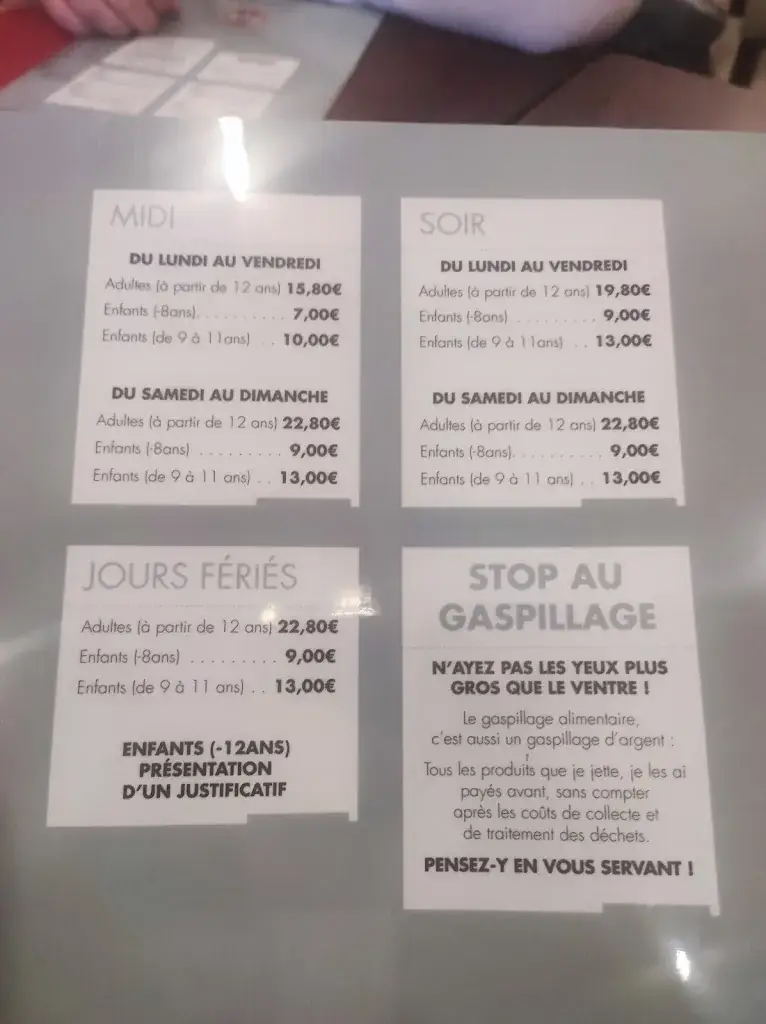 MIDI
DU LUNDI AU VENDREDI
Adultes (à partir de 12 ans) 15,80€
Enfants (-8ans). . . . . . . . . 7,00€
Enfants (de 9 à 11ans) . . 10,00€
DU SAMEDI AU DIMANCHE
Adultes (à partir de 12 ans) 22,80€
Enfants (-8ans) . . . . . . . . . 9,00€
Enfants (de 9 à 11 ans) . . 13,00€
SOIR
DU LUNDI AU VENDREDI
Adultes (à partir de 12 ans) 19,80€
Enfants (-8ans) . . . . . . . . . 9,00€
Enfants (de 9 à 11ans) . . 13,00€
DU SAMEDI AU DIMANCHE
Adultes (à partir de 12 ans) 22,80€
Enfants (-8ans). . . . . . . . . . 9,00€
Enfants (de 9 à 11 ans) . . 13,00€
JOURS FÉRIÉS
Adultes (à partir de 12 ans) 22,80€
Enfants (-8ans) . . . . . . . . . 9,00€
Enfants (de 9 à 11 ans) . . 13,00€
ENFANTS (-12ANS)
PRÉSENTATION
D'UN JUSTIFICATIF
STOP AU
GASPILLAGE
N'AYEZ PAS LES YEUX PLUS
GROS QUE LE VENTRE !
Le gaspillage alimentaire,
c'est aussi un gaspillage d'argent :
Tous les produits que je jette, je les ai
payés avant, sans compter
après les coûts de collecte et
de traitement des déchets.
PENSEZ-Y EN VOUS SERVANT !